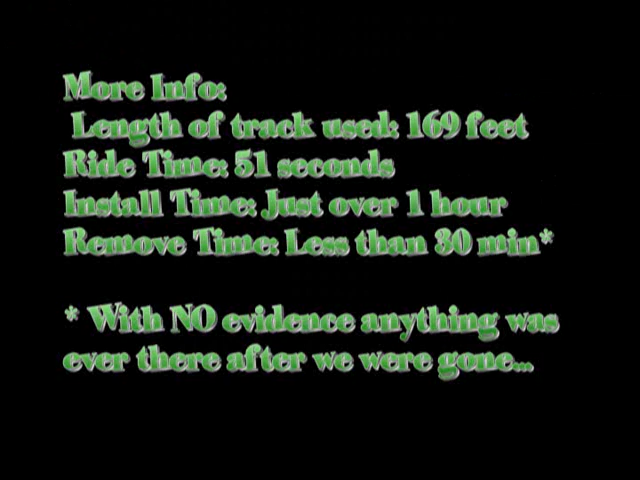 More Info:
Length of track used: 169 feet
Ride Time: 51 seconds
Install Time: Just over 1 hour
Remove Time: Less than 30 min*
* With NO evidence anything was
ever there after we were gone...